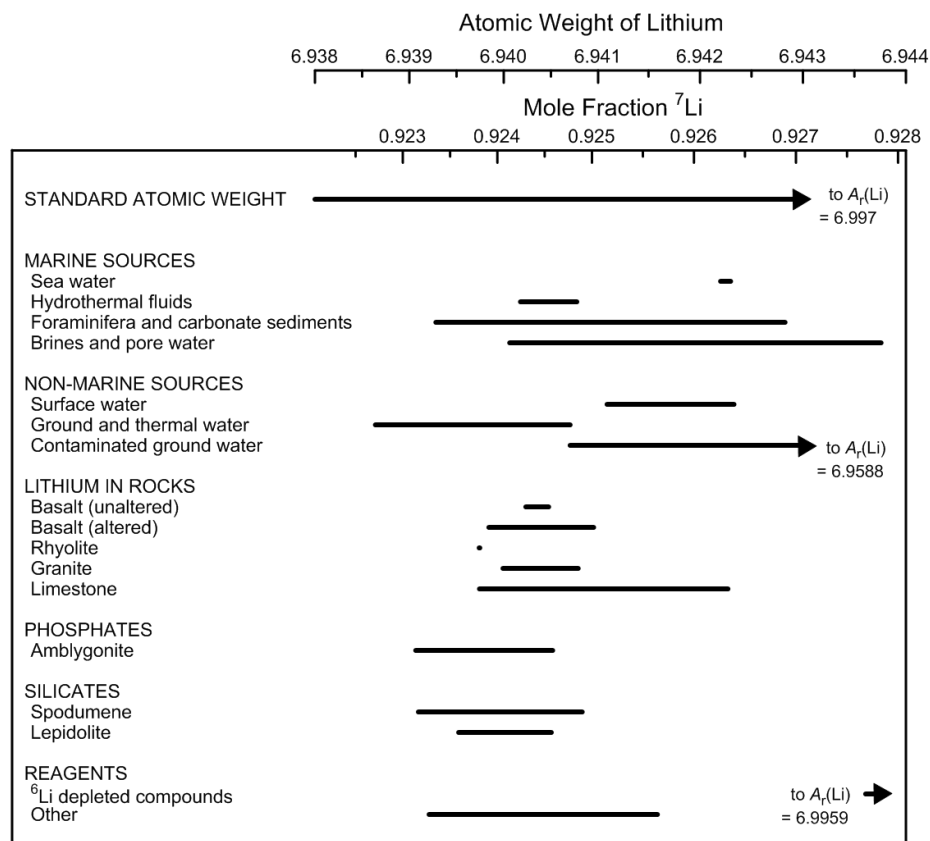 Atomic Weight of Lithium
6.938 6.939 6.940 6.941 6.942 6.943 6.944
Mole Fraction ⁷Li
0.923 0.924 0.925 0.926 0.927 0.928
STANDARD ATOMIC WEIGHT
to Aᵣ(Li)
= 6.997
MARINE SOURCES
Sea water
Hydrothermal fluids
Foraminifera and carbonate sediments
Brines and pore water
NON-MARINE SOURCES
Surface water
Ground and thermal water
Contaminated ground water
to Aᵣ(Li)
= 6.9588
LITHIUM IN ROCKS
Basalt (unaltered)
Basalt (altered)
Rhyolite
Granite
Limestone
PHOSPHATES
Amblygonite
SILICATES
Spodumene
Lepidolite
REAGENTS
⁶Li depleted compounds
to Aᵣ(Li)
Other
= 6.9959